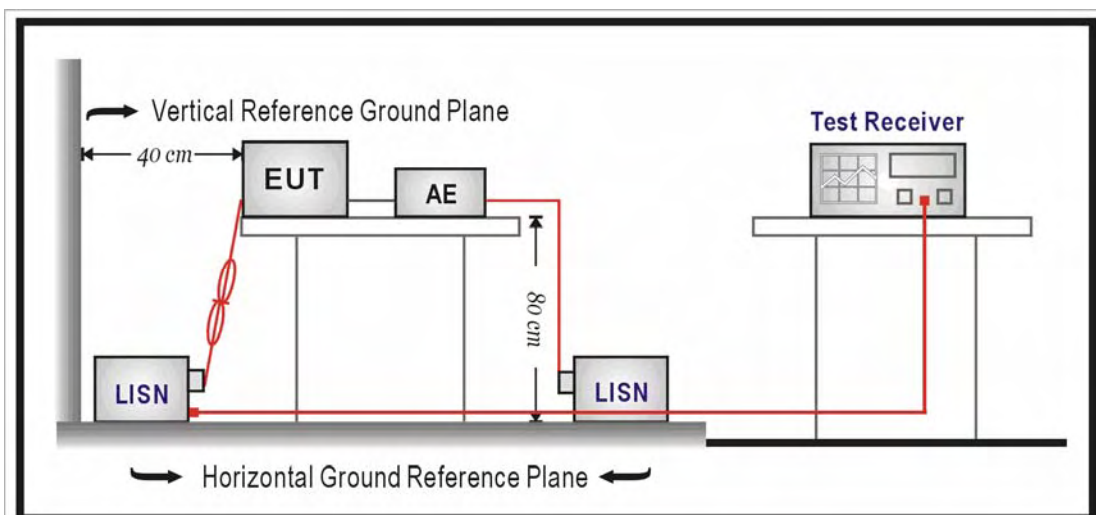 Vertical Reference Ground Plane
40 cm
EUT
AE
Test Receiver
80 cm
LISN
LISN
Horizontal Ground Reference Plane